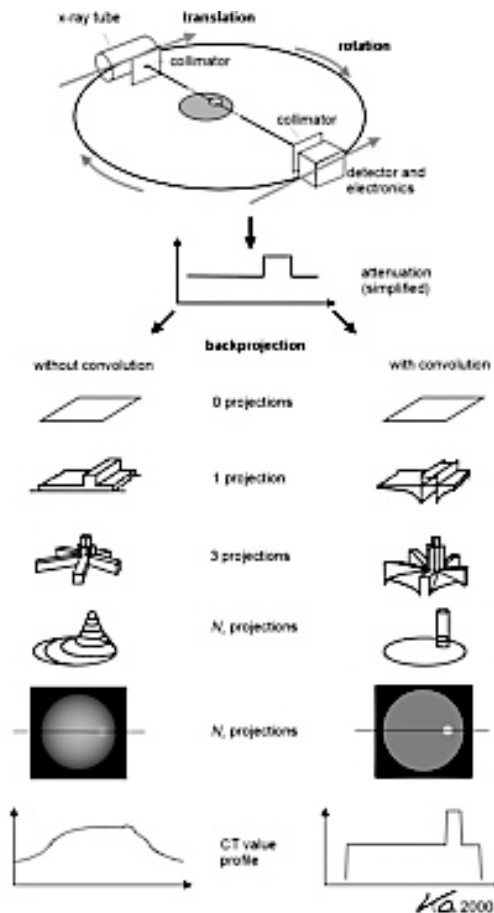 x-ray tube
translation
collimator
rotation
collimator
detector and
electronics
attenuation
(simplified)
backprojection
without convolution
with convolution
0 projections
1 projection
3 projections
projections
projections
CT value
profile
2000